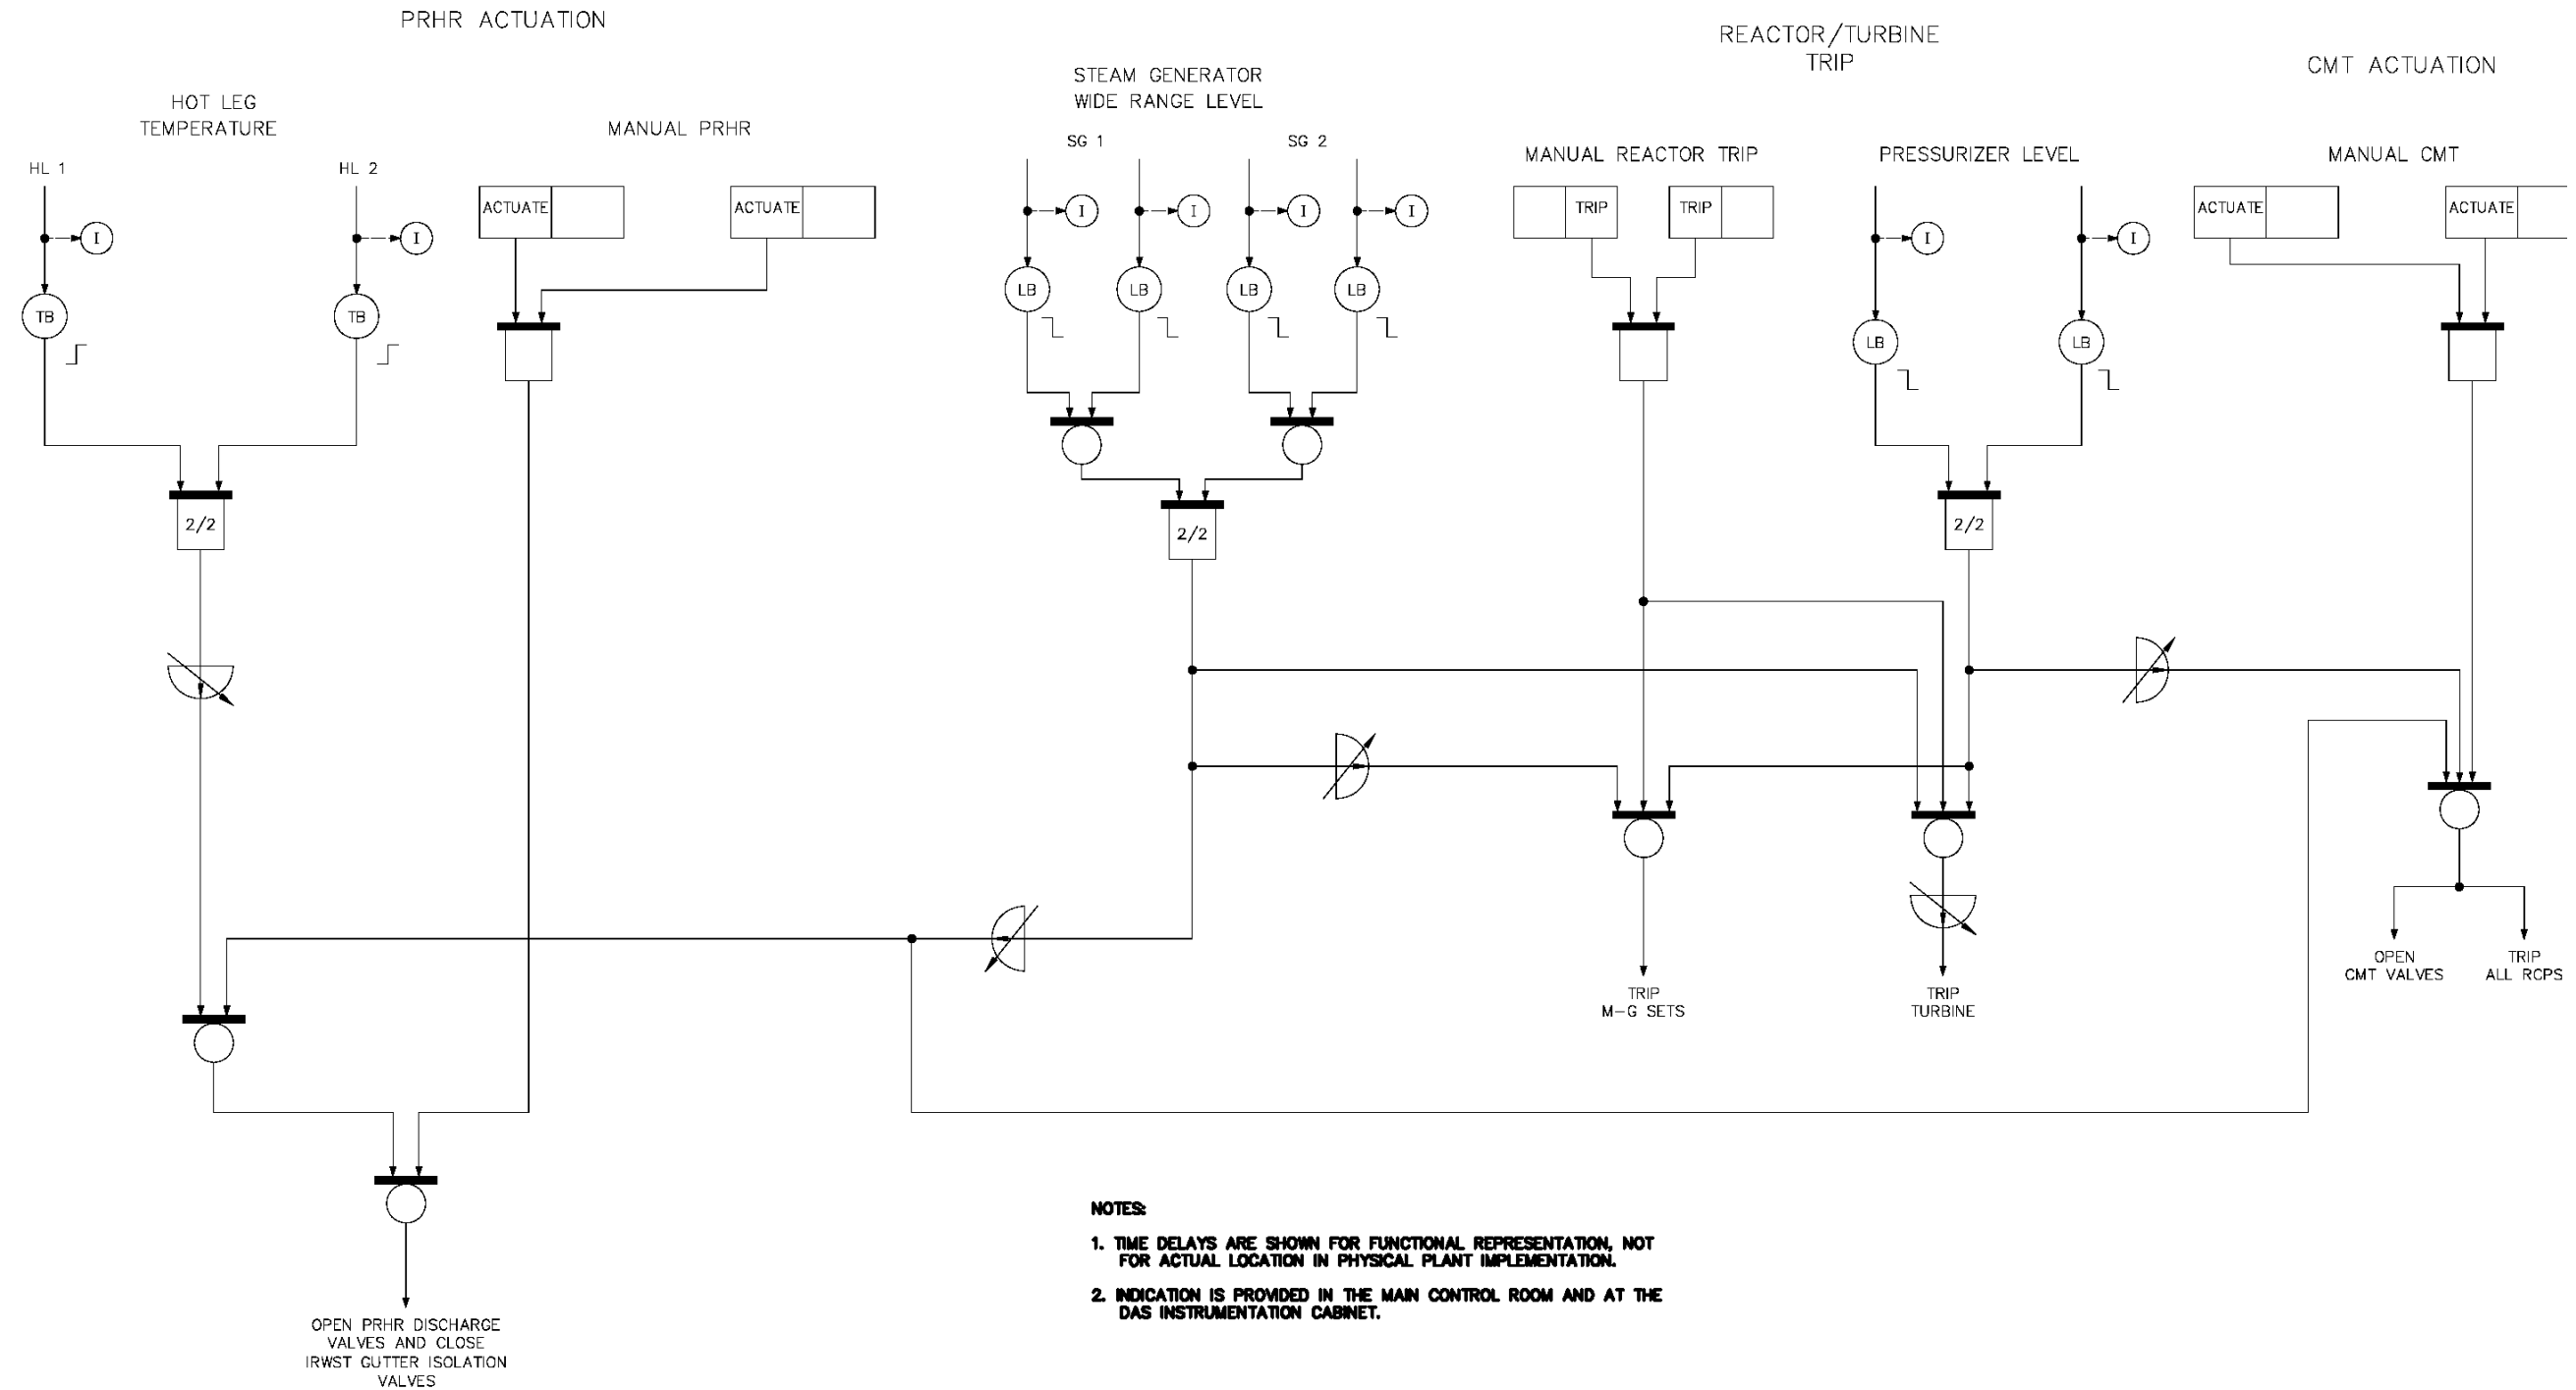 PRHR ACTUATION
REACTOR/TURBINE
TRIP
CMT ACTUATION
STEAM GENERATOR
WIDE RANGE LEVEL
HOT LEG
TEMPERATURE
MANUAL PRHR
SG 1
SG 2
MANUAL REACTOR TRIP
PRESSURIZER LEVEL
MANUAL CMT
HL 1
HL 2
ACTUATE
ACTUATE
TRIP
TRIP
ACTUATE
ACTUATE
I
I
I
I
I
I
I
I
TB
TB
LB
LB
LB
LB
LB
LB
2/2
2/2
2/2
OPEN
CMT VALVES
TRIP
ALL RCPS
TRIP
M-G SETS
TRIP
TURBINE
NOTES:
1. TIME DELAYS ARE SHOWN FOR FUNCTIONAL REPRESENTATION, NOT
FOR ACTUAL LOCATION IN PHYSICAL PLANT IMPLEMENTATION.
2. INDICATION IS PROVIDED IN THE MAIN CONTROL ROOM AND AT THE
DAS INSTRUMENTATION CABINET.
OPEN PRHR DISCHARGE
VALVES AND CLOSE
IRWST GUTTER ISOLATION
VALVES